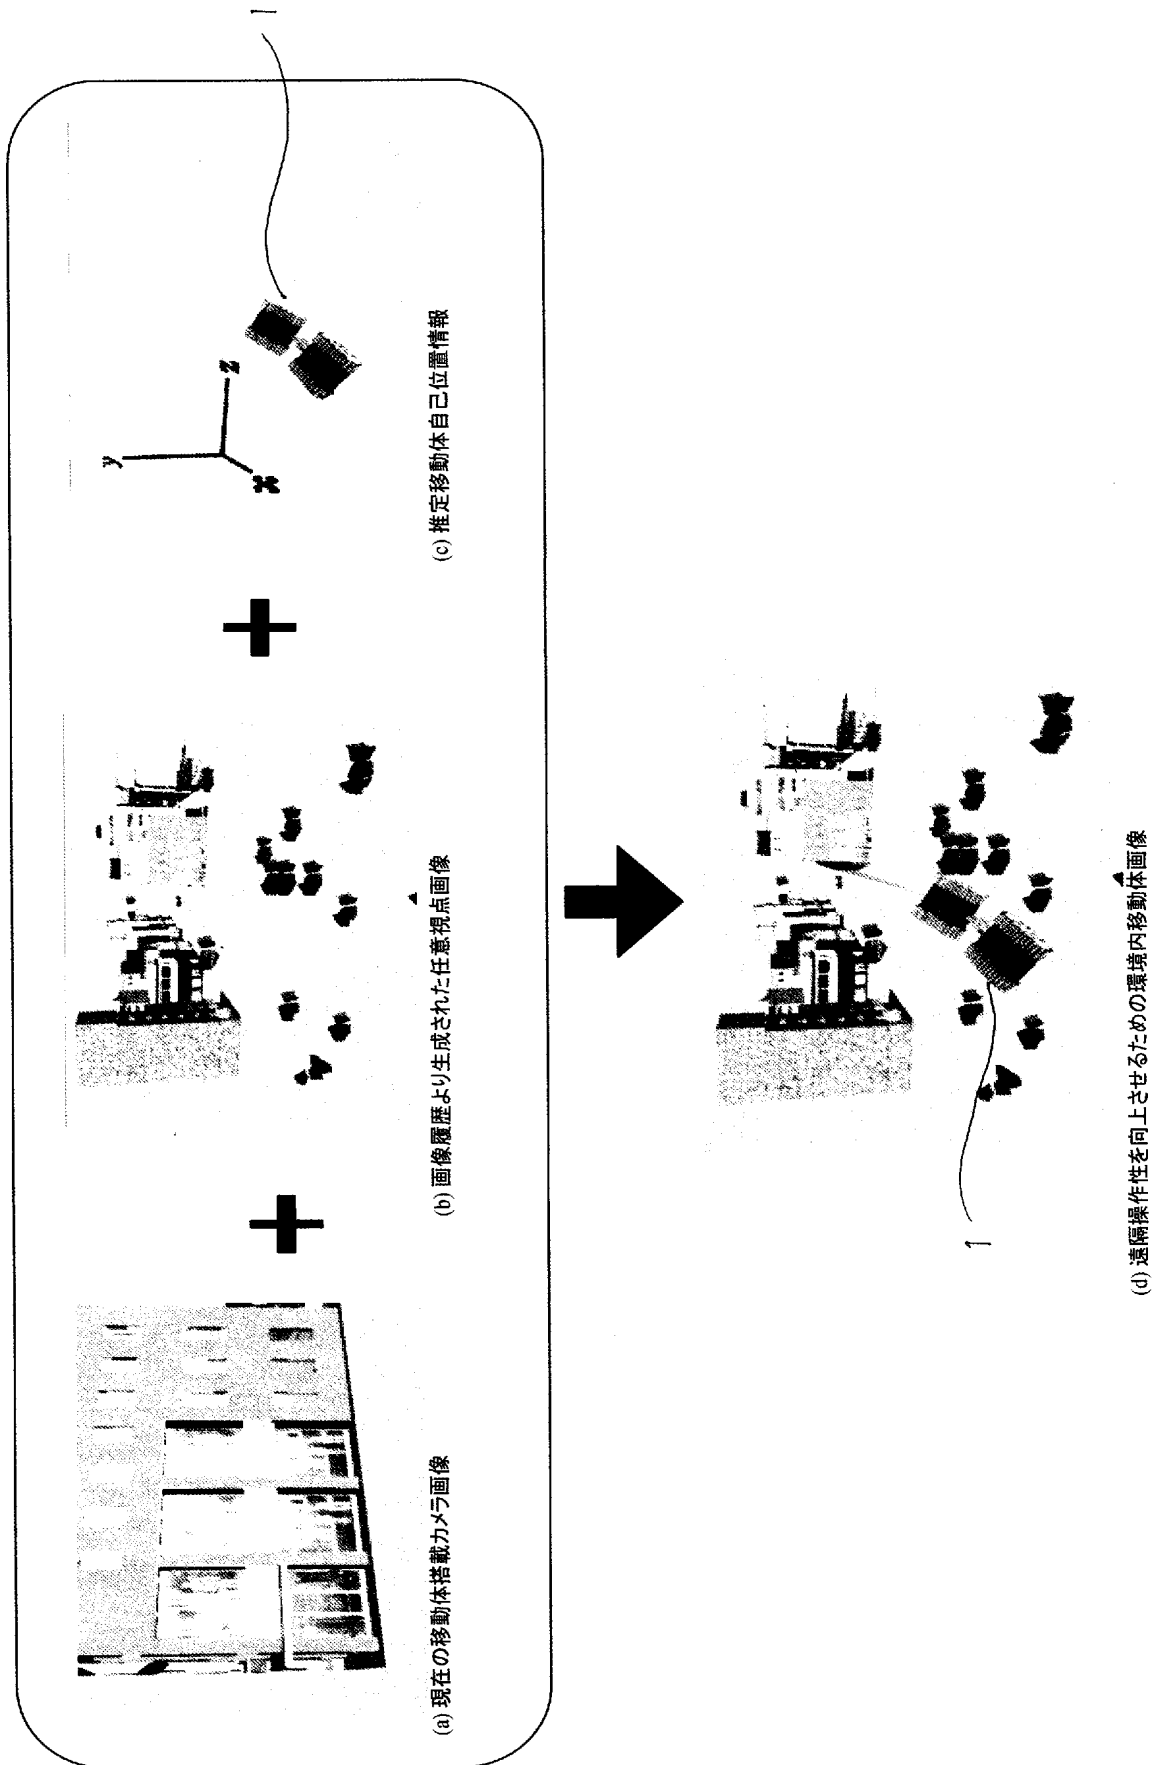 (a) 現在の移動体搭載カメラ画像
(b) 画像履歴より生成された任意視点画像
y
z
x
1
(c) 推定移動体自己位置情報
1
(d) 遠隔操作性を向上させるための環境内移動体画像